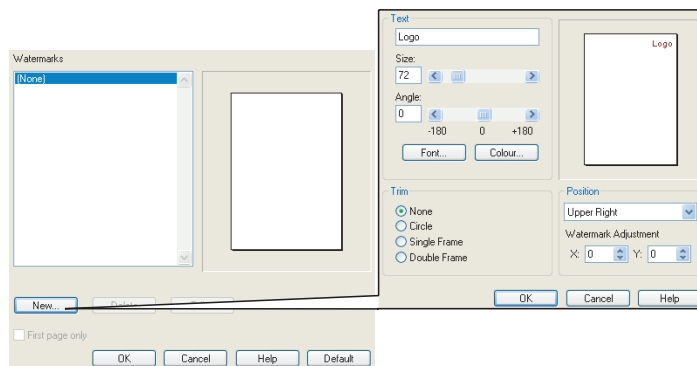 Watermarks
(None)
New...
Delete
First page only
OK Cancel Help Default
Text
Logo
Size:
72
Angle:
0
-180 0 +180
Font... Colour...
Logo
Trim
None
Circle
Single Frame
Double Frame
Position
Upper Right
Watermark Adjustment
X: 0 Y: 0
OK Cancel Help